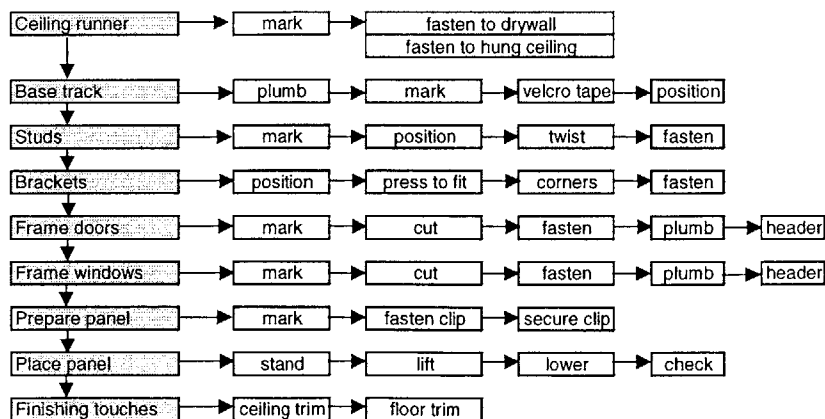 Ceiling runner mark fasten to drywall
fasten to hung ceiling
Base track plumb mark velcro tape position
Studs mark position twist fasten
Brackets position press to fit corners fasten
Frame doors mark cut fasten plumb header
Frame windows mark cut fasten plumb header
Prepare panel mark fasten clip secure clip
Place panel stand lift lower check
Finishing touches ceiling trim floor trim